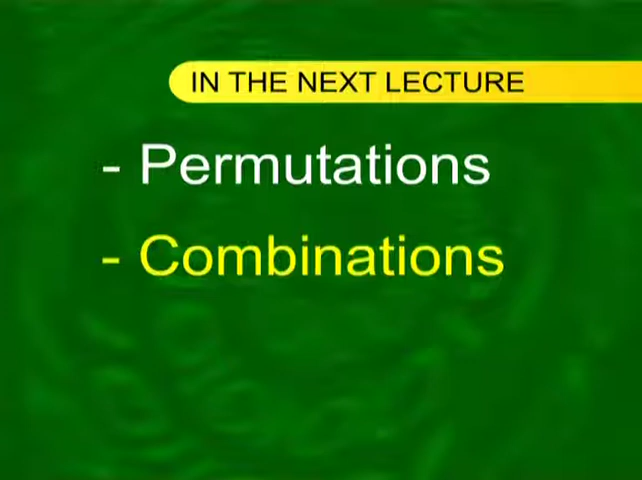 IN THE NEXT LECTURE
- Permutations
- Combinations